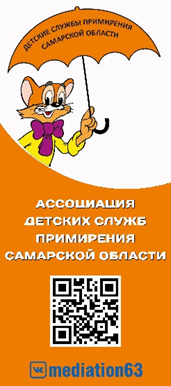 ДЕТСКИЕ СЛУЖБЫ ПРИМИРЕНИЯ
САМАРСКОЙ ОБЛАСТИ
АССОЦИАЦИЯ
ДЕТСКИХ СЛУЖБ
ПРИМИРЕНИЯ
САМАРСКОЙ ОБЛАСТИ
mediation63